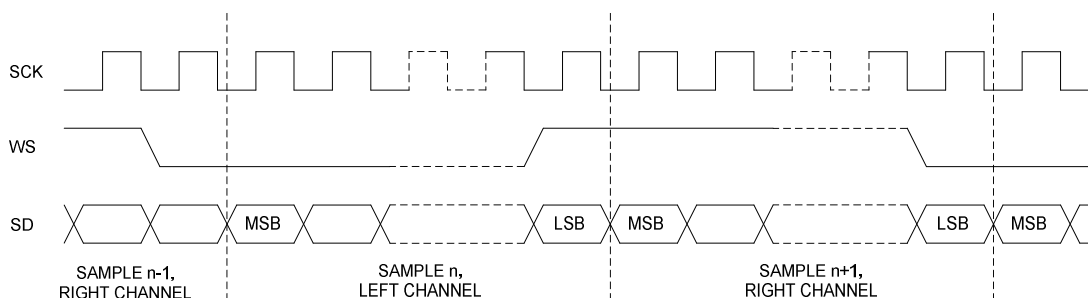 SCK
WS
SD
MSB
LSB
MSB
LSB
MSB
SAMPLE n-1,
RIGHT CHANNEL
SAMPLE n,
LEFT CHANNEL
SAMPLE n+1,
RIGHT CHANNEL